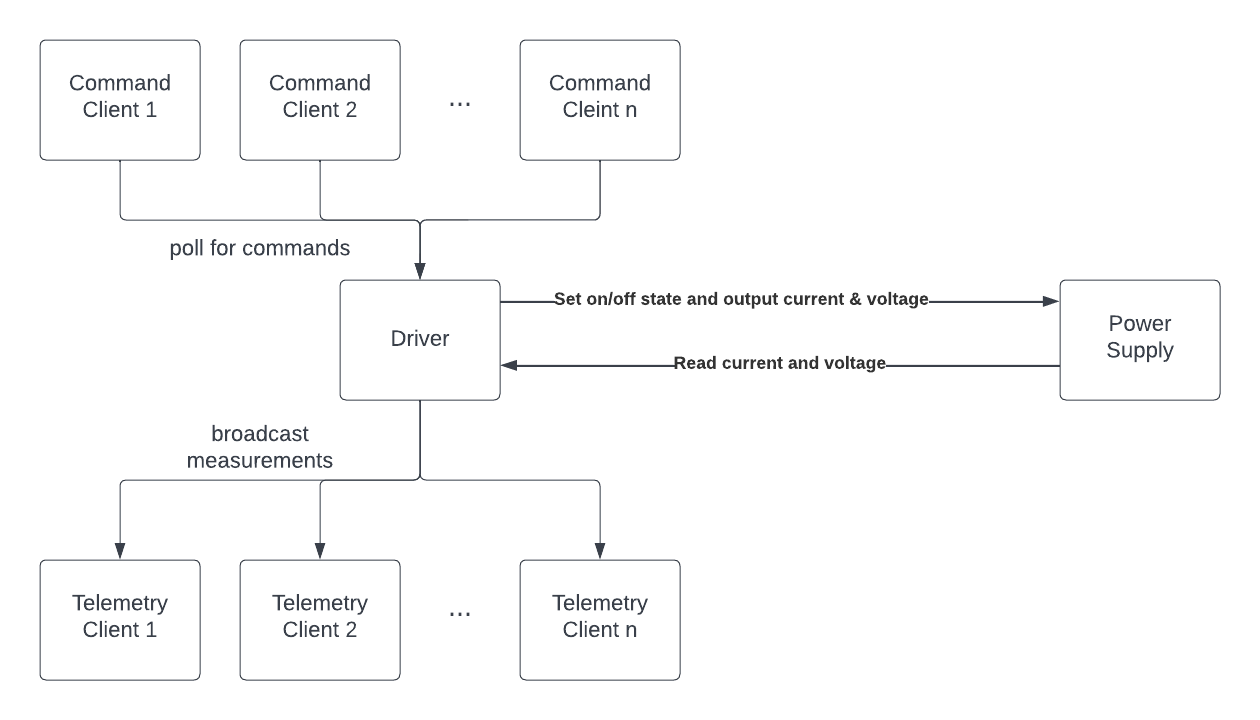 Command
Client 1
Command
Client 2
...
Command
Cleint n
poll for commands
Driver
Set on/off state and output current & voltage
Read current and voltage
Power
Supply
broadcast
measurements
Telemetry
Client 1
Telemetry
Client 2
...
Telemetry
Client n